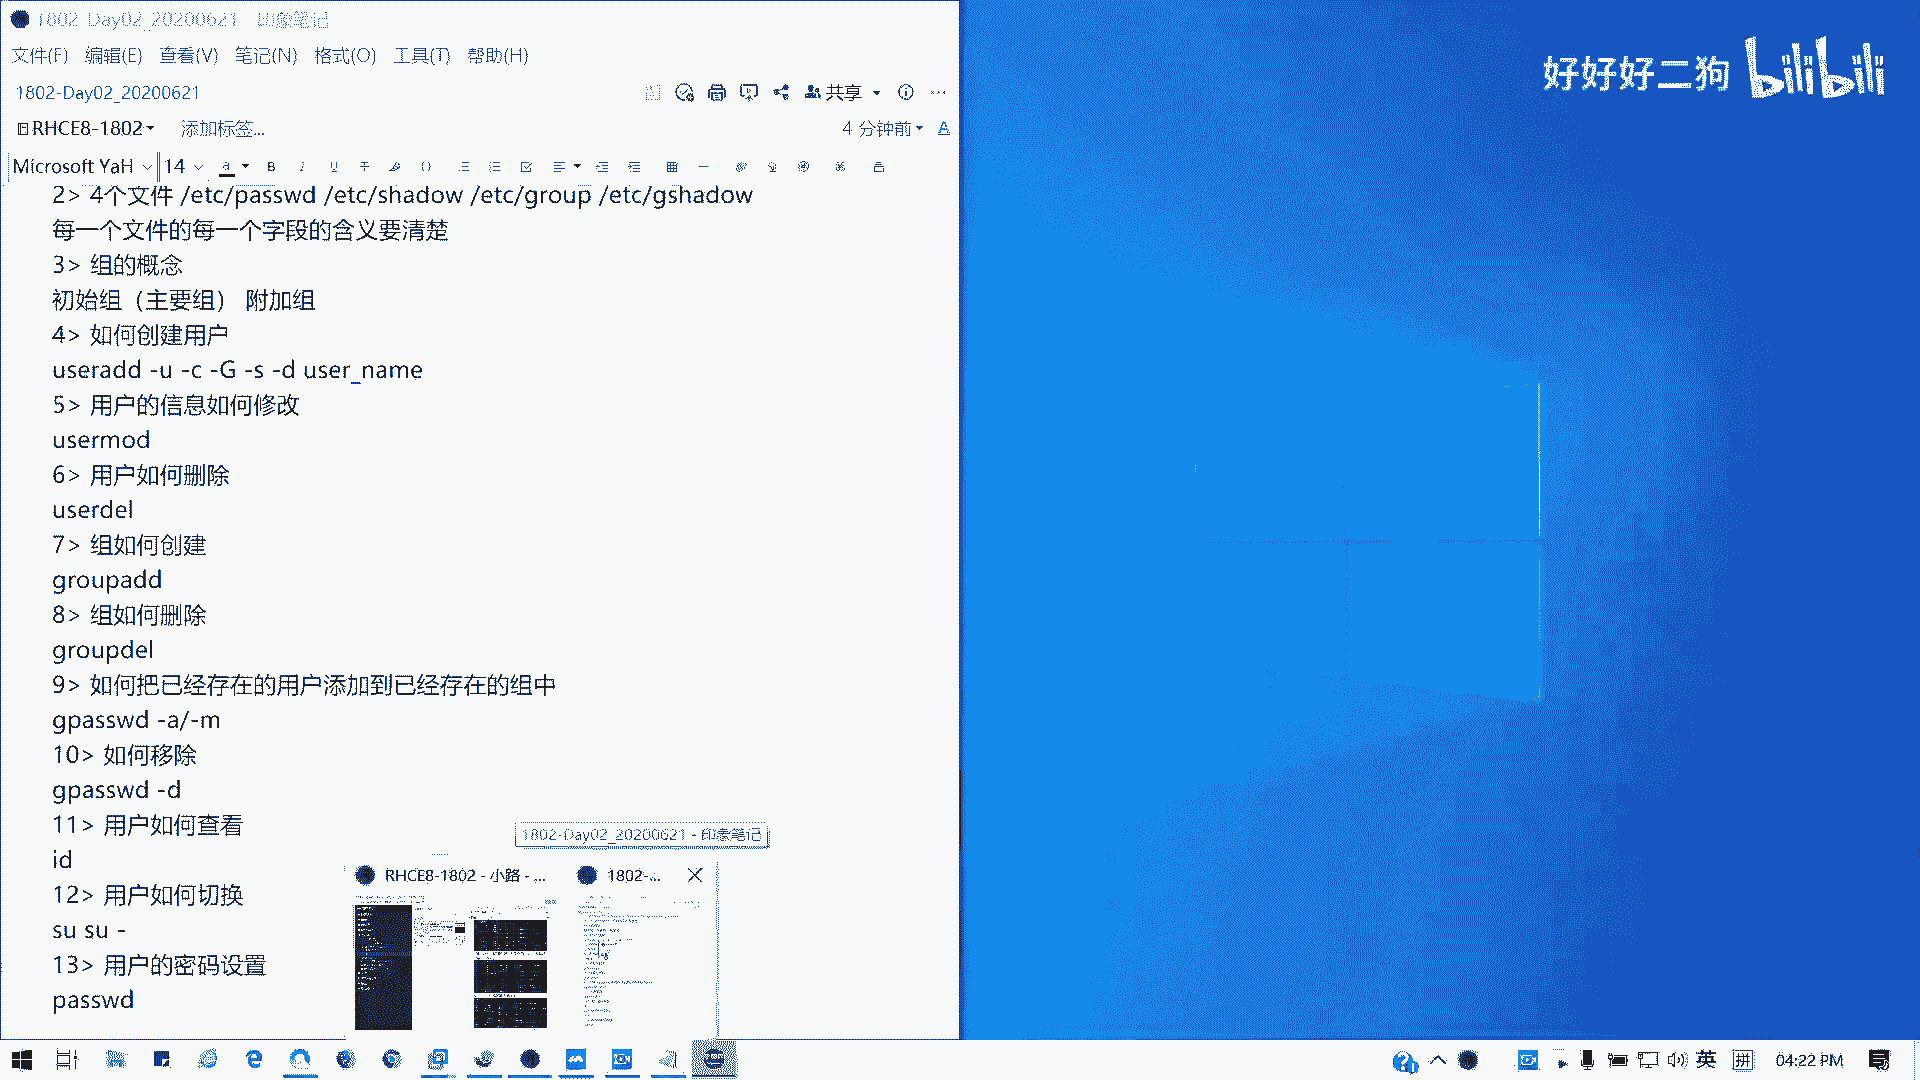 1802-Day02_20200621 - 印象笔记
文件(F) 编辑(E) 查看(V) 笔记(N) 格式(O) 工具(T) 帮助(H)
好好好二狗 bilibili
1802-Day02_20200621
共享
RHCE8-1802 添加标签...
4 分钟前
Microsoft YaH 14
2> 4个文件 /etc/passwd /etc/shadow /etc/group /etc/gshadow
每一个文件的每一个字段的含义要清楚
3> 组的概念
初始组（主要组） 附加组
4> 如何创建用户
useradd -u -c -G -s -d user_name
5> 用户的信息如何修改
usermod
6> 用户如何删除
userdel
7> 组如何创建
groupadd
8> 组如何删除
groupdel
9> 如何把已经存在的用户添加到已经存在的组中
gpasswd -a/-m
10> 如何移除
gpasswd -d
11> 用户如何查看
1802-Day02_20200621 - 印象笔记
id
RHCE8-1802 - 小路 - ... 1802-...
12> 用户如何切换
su su -
13> 用户的密码设置
passwd
英 拼 04:22 PM